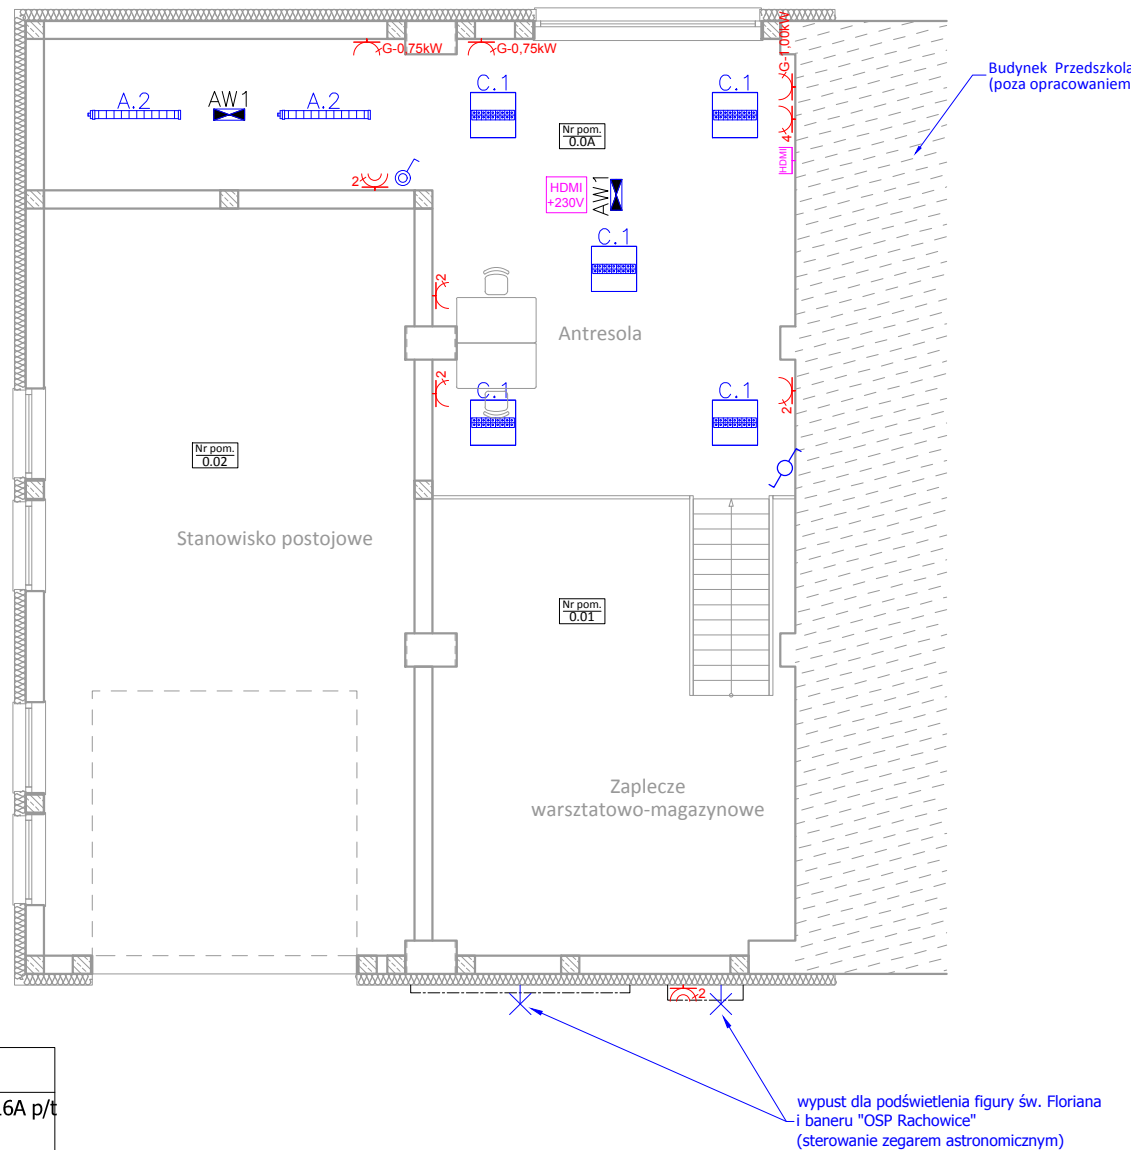 G-0,75kW
G-0,75kW
G-1,00kW
Budynek Przedszkola
(poza opracowaniem
A.2
AW1
A.2
C.1
C.1
Nr pom.
0.0A
4
HDMI
2
HDMI
+230V
AW1
C.1
2
Antresola
2
C.1
C.1
2
Nr pom.
0.02
Stanowisko postojowe
Nr pom.
0.01
Zaplecze
warsztatowo-magazynowe
2
6A p/t
wypust dla podświetlenia figury św. Floriana
i baneru "OSP Rachowice"
(sterowanie zegarem astronomicznym)